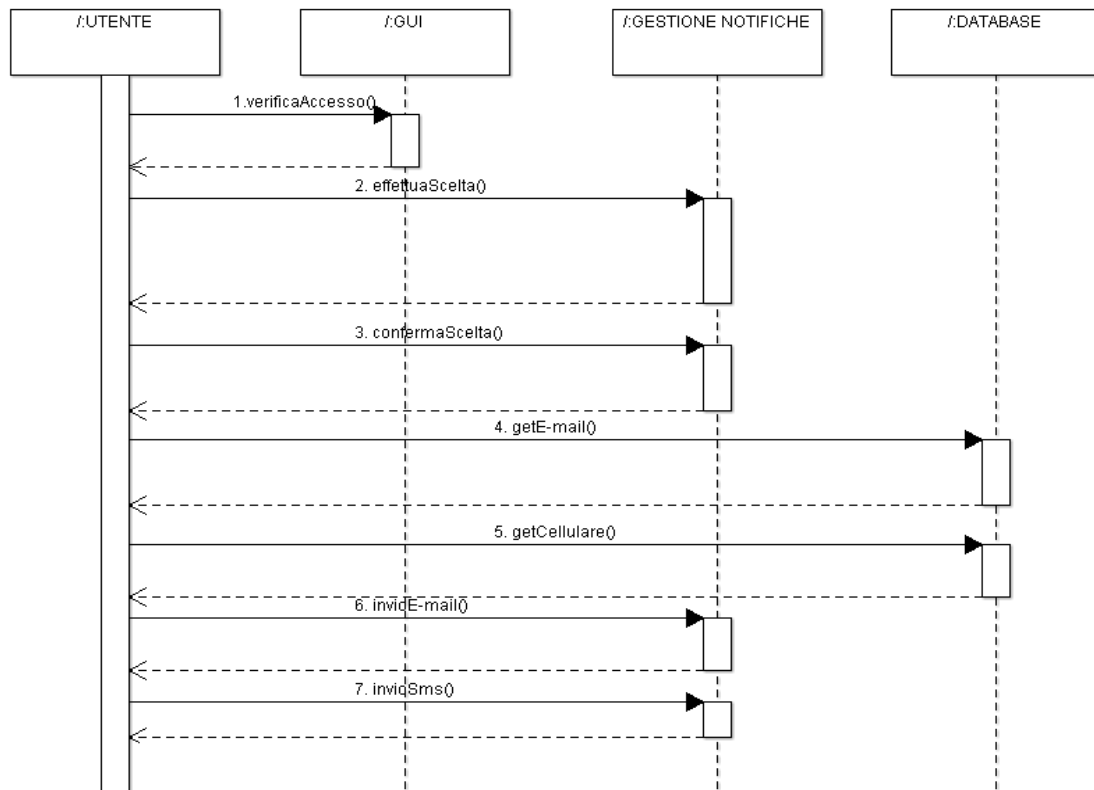 /:UTENTE
/:GUI
/:GESTIONE NOTIFICHE
/:DATABASE
1.verificaAccesso()
2. effettuaScelta()
3. confermaScelta()
4. getE-mail()
5. getCellulare()
6. invioE-mail()
7. invioSms()